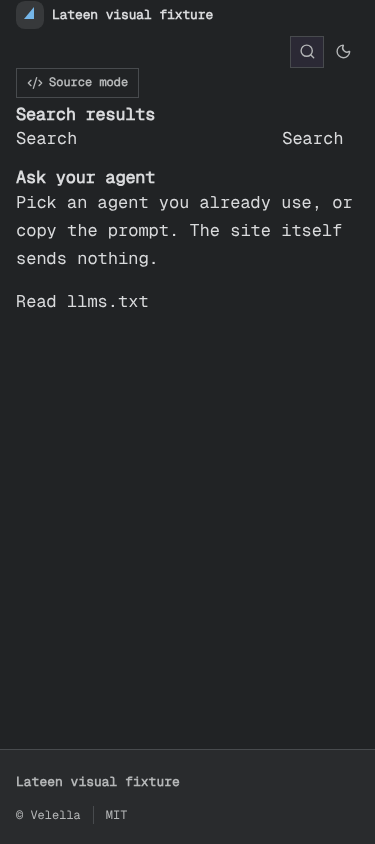 Lateen visual fixture
</> Source mode
Search results
Search Search
Ask your agent
Pick an agent you already use, or
copy the prompt. The site itself
sends nothing.
Read llms.txt
Lateen visual fixture
© Velella MIT